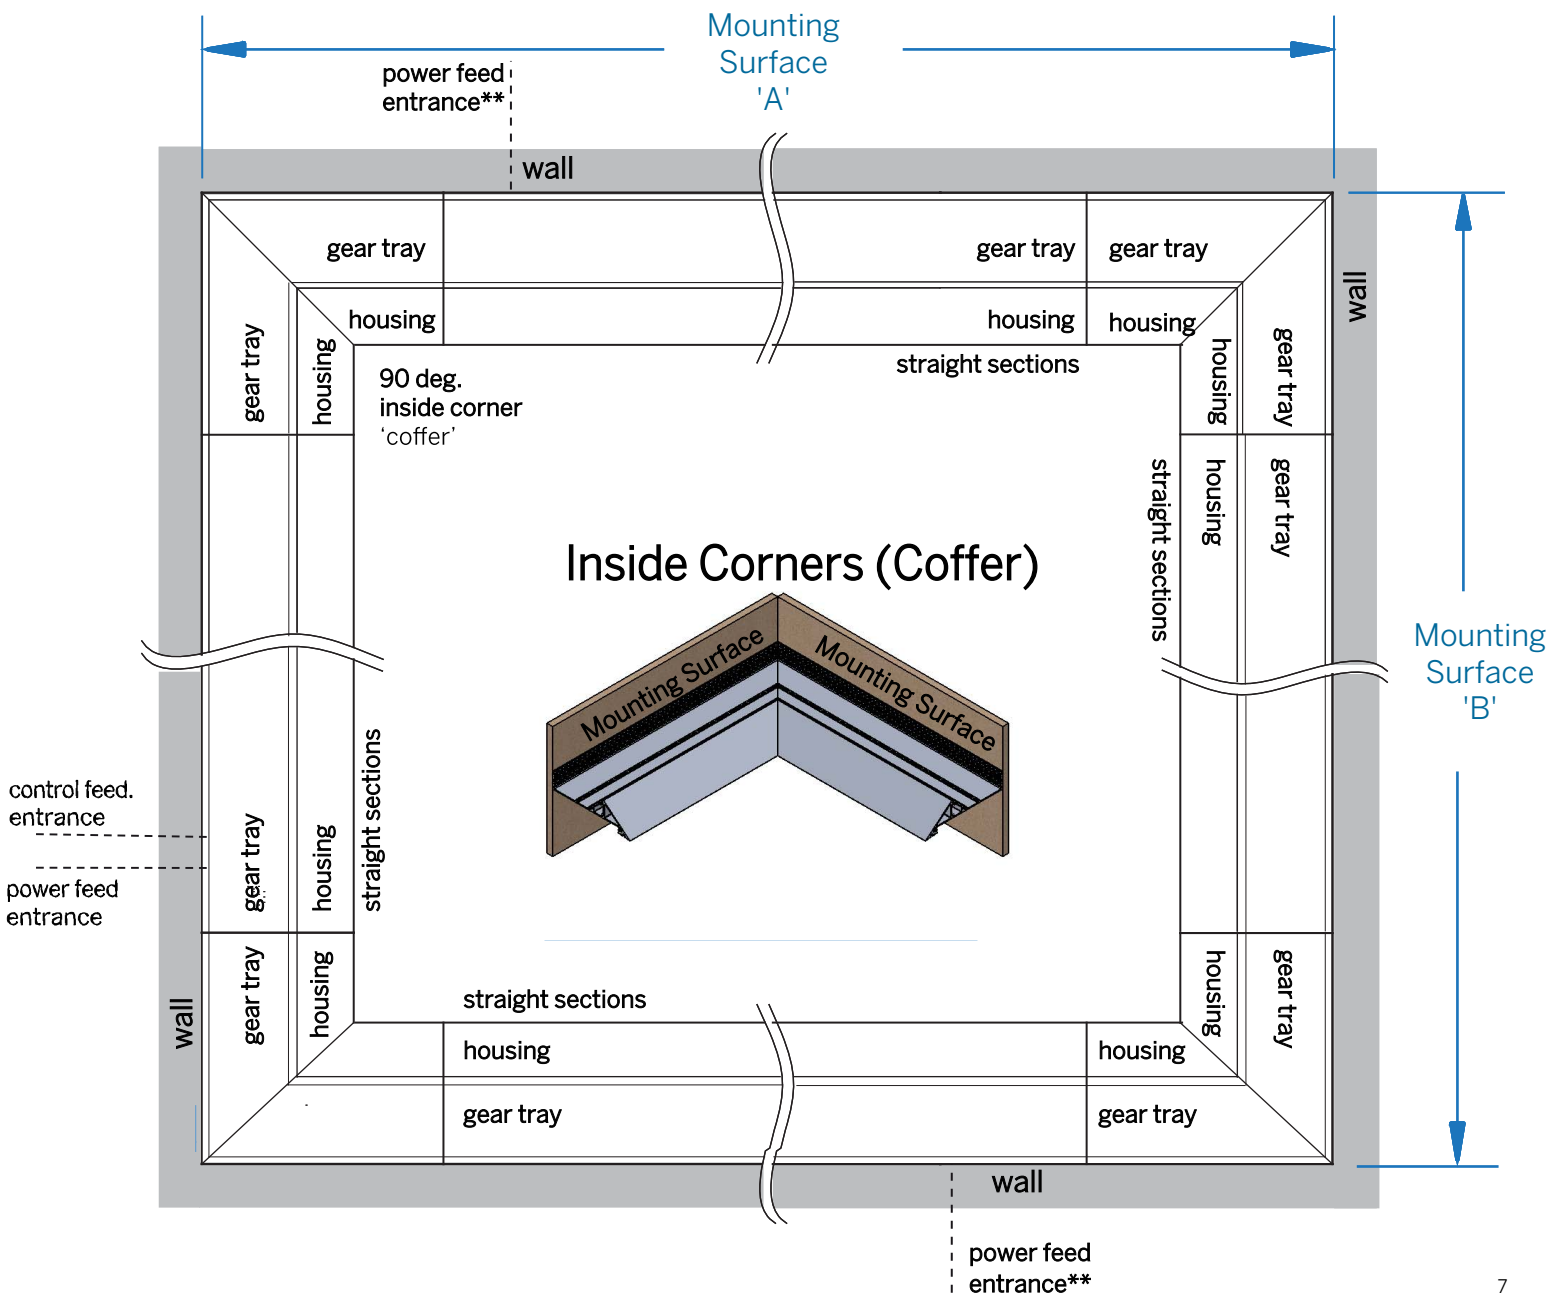 Mounting
Surface
'A'
power feed
entrance**
wall
gear tray
gear tray
gear tray
wall
housing
housing
housing
gear tray
housing
housing
gear tray
straight sections
90 deg.
inside corner
‘coffer’
straight sections
housing
gear tray
Inside Corners (Coffer)
Mounting Surface
Mounting Surface
Mounting
Surface
'B'
straight sections
control feed.
entrance
gear tray
housing
power feed
entrance
gear tray
housing
housing
gear tray
wall
straight sections
housing
housing
gear tray
gear tray
wall
power feed
entrance**
7